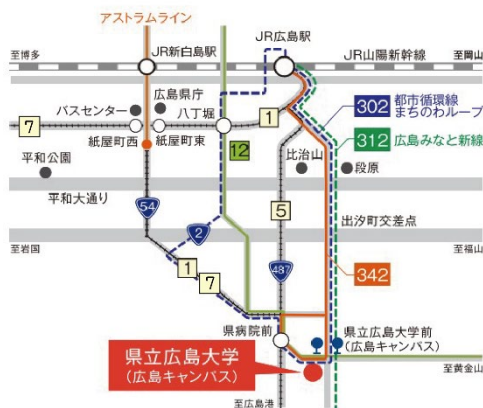 アストラムライン
JR広島駅
JR新白島駅
至博多
JR山陽新幹線
至岡山
広島県庁
バスセンター
八丁堀
302 都市循環線
まちのわループ
7
1
紙屋町西
紙屋町東
12
312 広島みなと新線
平和公園
比治山
段原
平和大通り
54
5
出汐町交差点
2
至岩国
至福山
1
487
342
7
県病院前
県立広島大学前
(広島キャンパス)
県立広島大学
(広島キャンパス)
至黄金山
至広島港